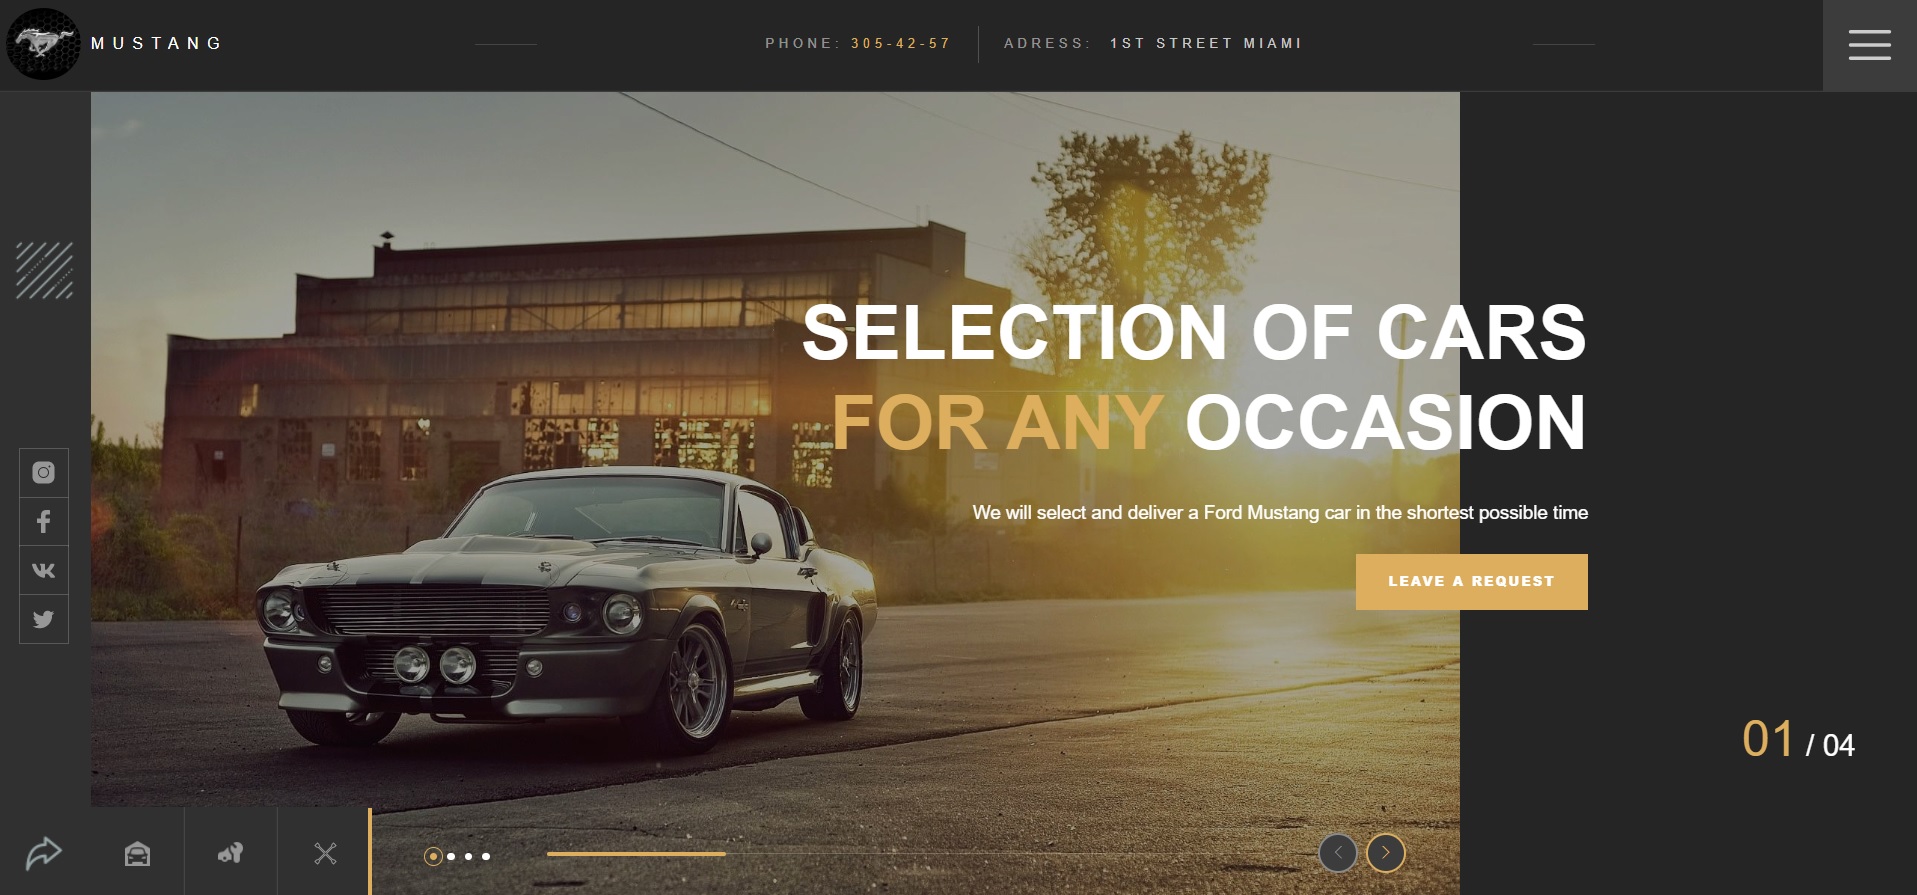 MUSTANG
PHONE: 305-42-57
ADRESS: 1ST STREET MIAMI
SELECTION OF CARS
FOR ANY OCCASION
We will select and deliver a Ford Mustang car in the shortest possible time
LEAVE A REQUEST
01 / 04